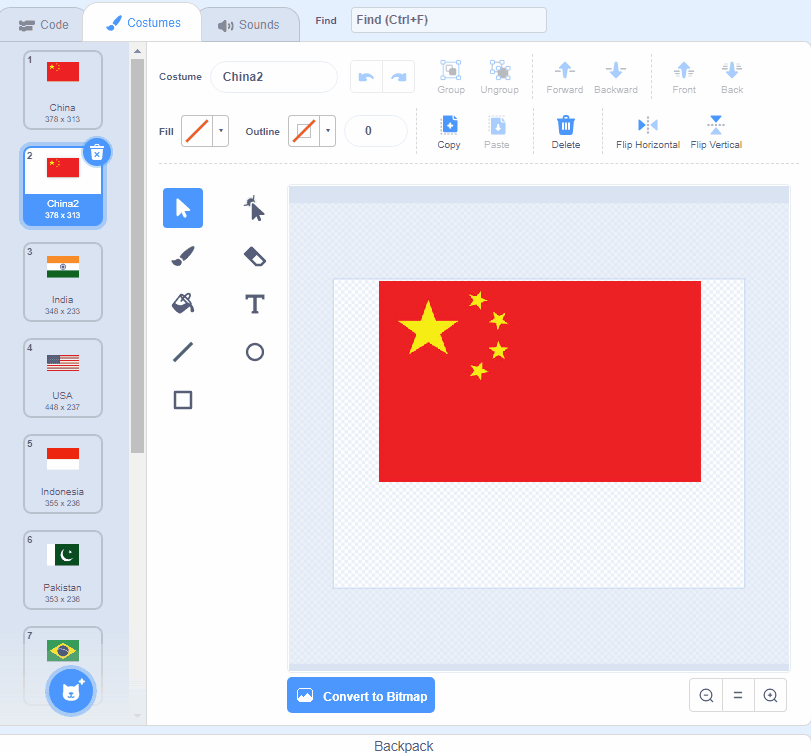 Code
Costumes
Sounds
Find
Find (Ctrl+F)
1
China
378 x 313
2
China2
378 x 313
3
India
348 x 233
4
USA
448 x 237
5
Indonesia
355 x 236
6
Pakistan
353 x 236
7
Costume
China2
Group
Ungroup
Forward
Backward
Front
Back
Fill
Outline
0
Copy
Paste
Delete
Flip Horizontal
Flip Vertical
T
Convert to Bitmap
=
Backpack